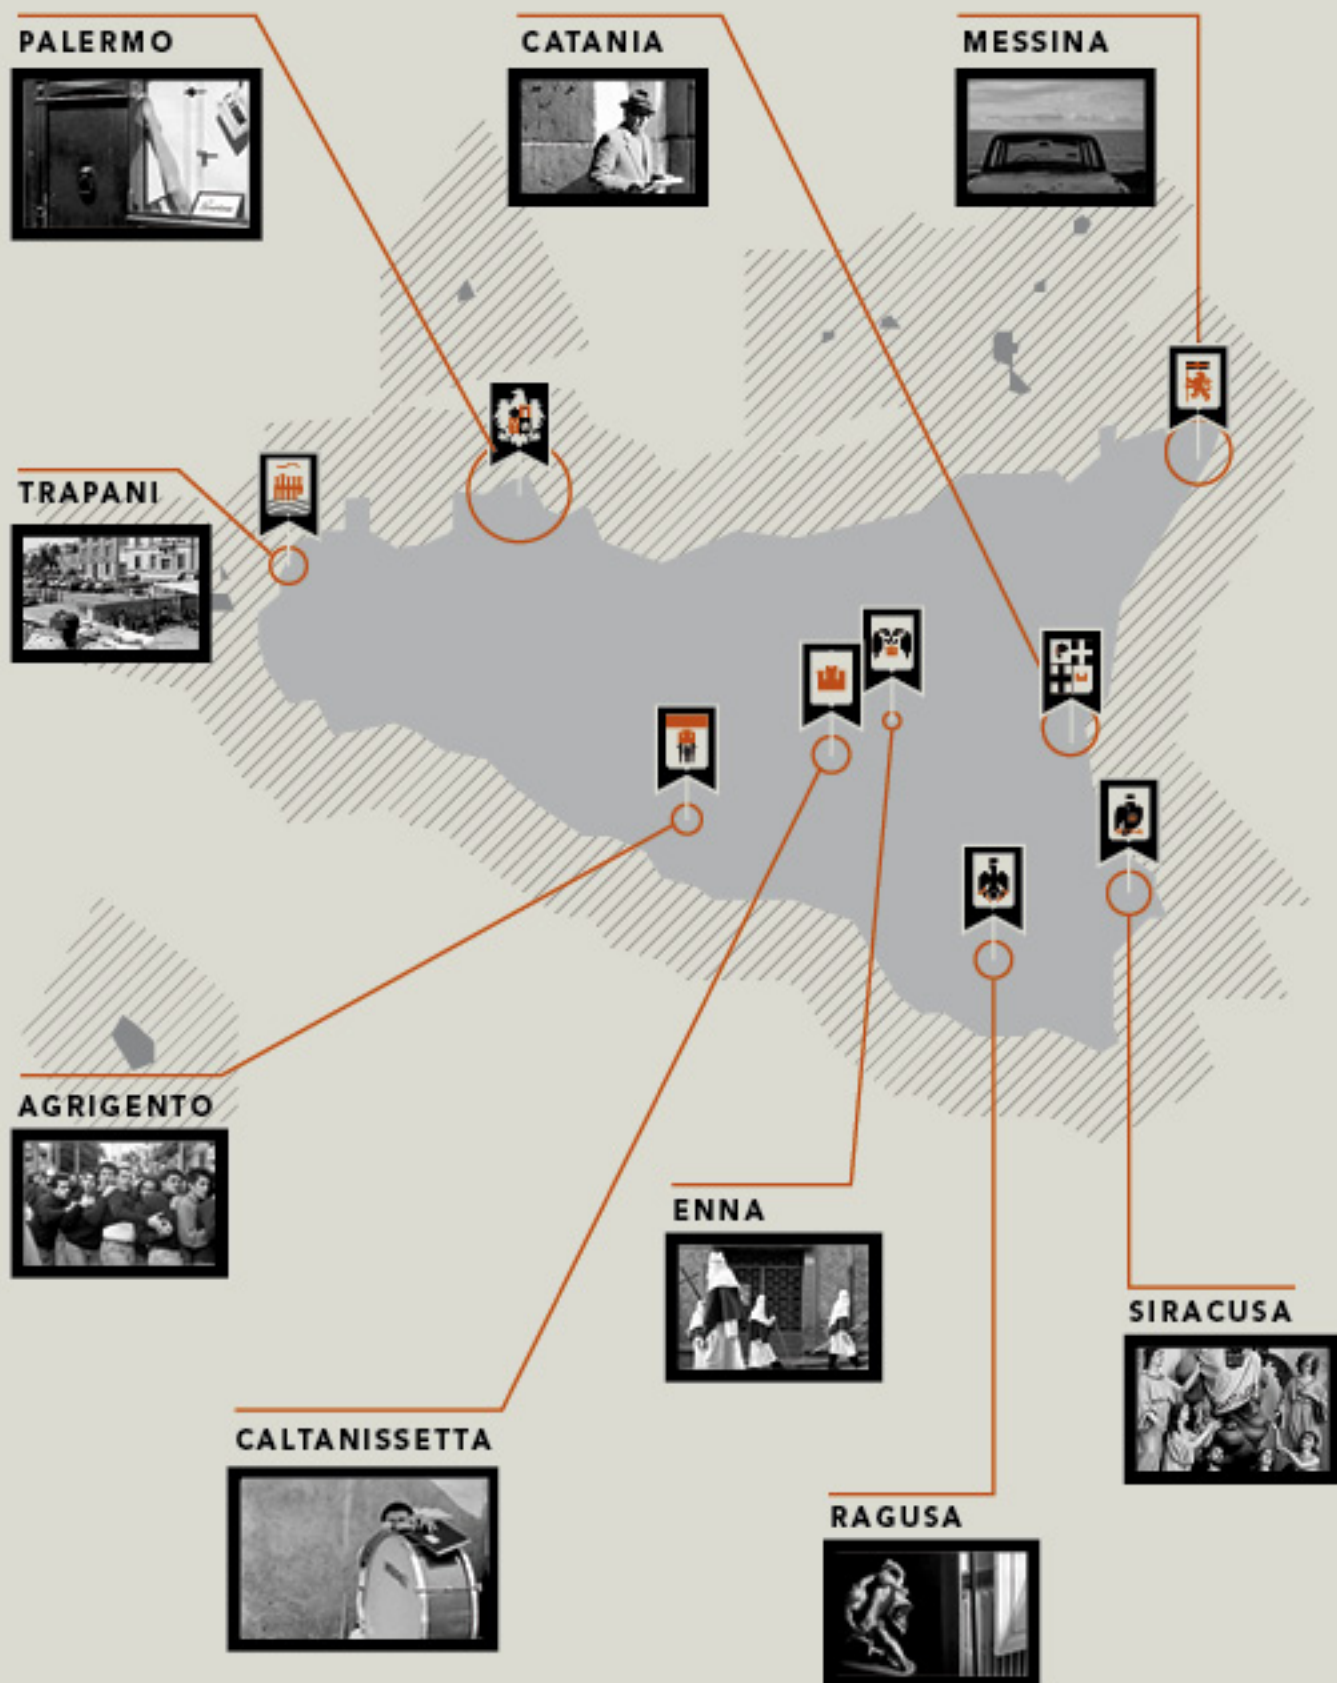 PALERMO
CATANIA
MESSINA
TRAPANI
AGRIGENTO
ENNA
SIRACUSA
CALTANISSETTA
RAGUSA